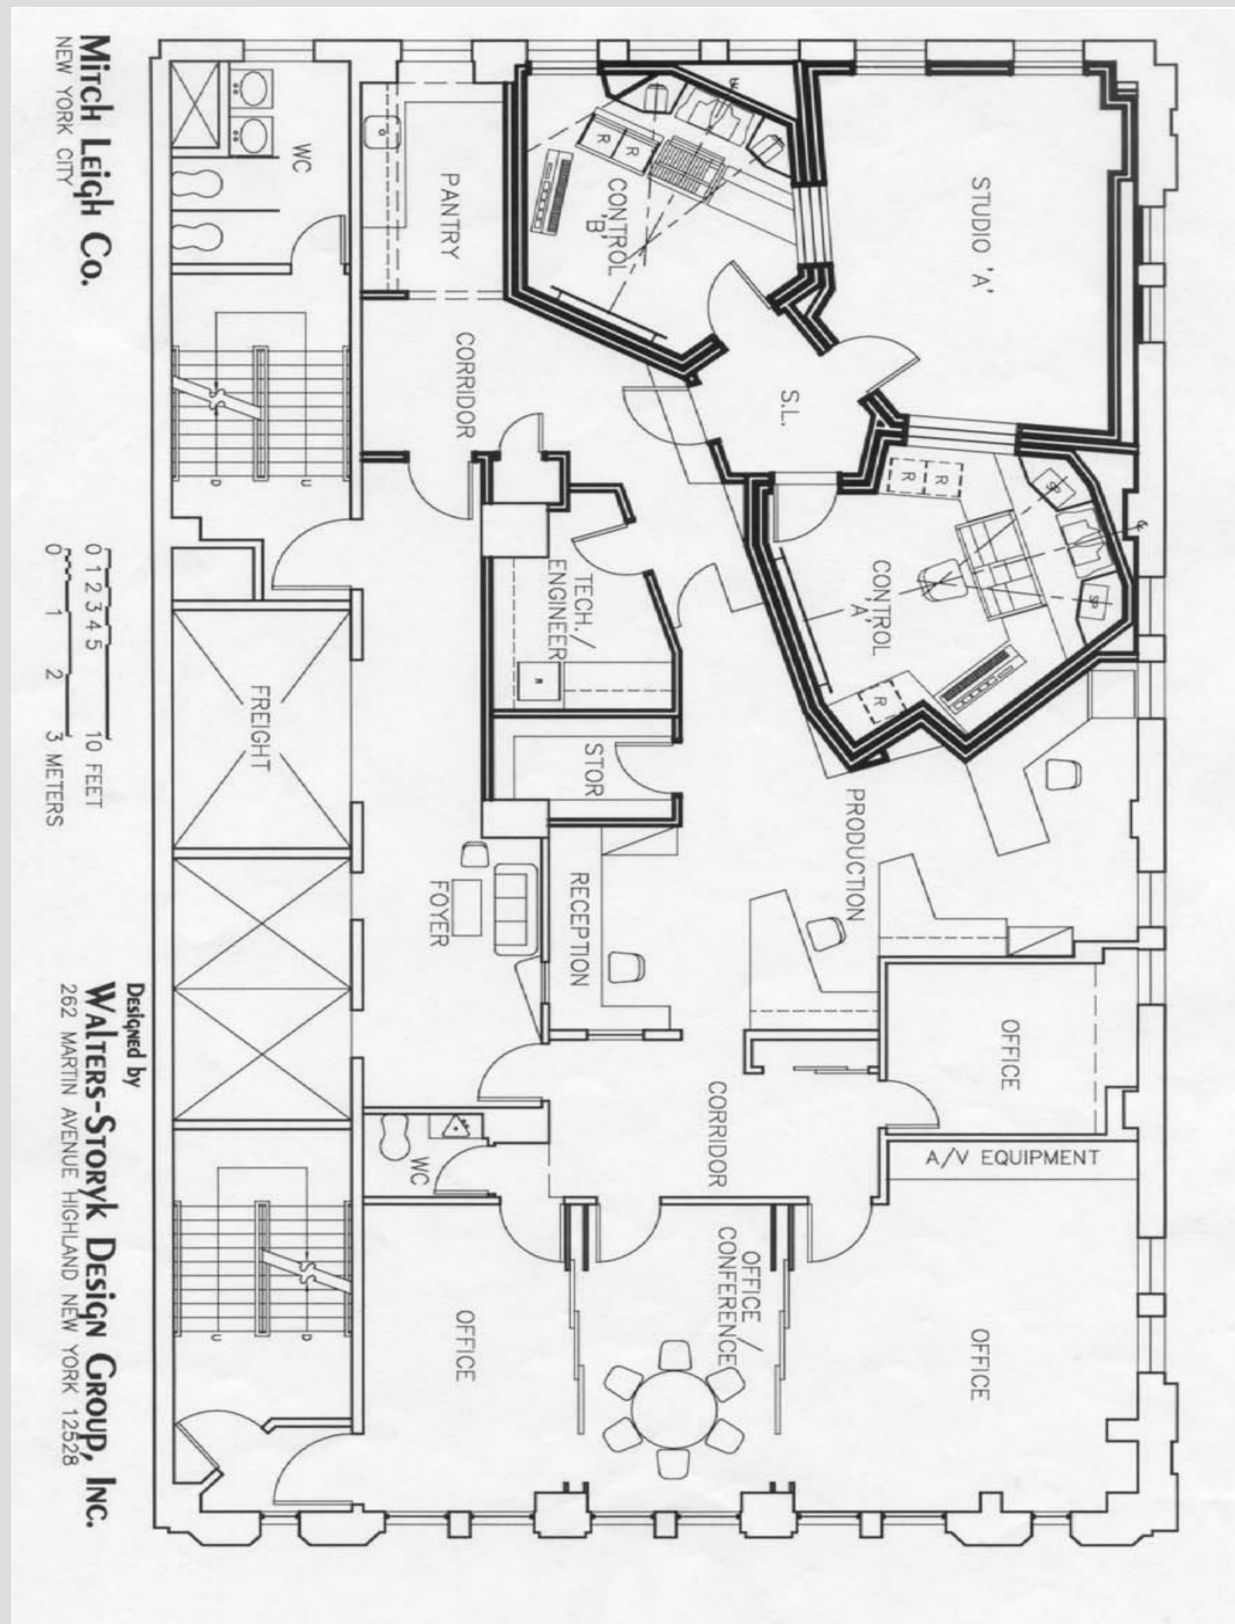 STUDIO 'A'
OFFICE
A/V EQUIPMENT
OFFICE
SP
SP
R
R
CONTROL
'A'
R
PRODUCTION
S.L.
CORRIDOR
OFFICE /
CONFERENCE
CONTROL
'B'
R
R
TECH./
ENGINEER
R
STOR
RECEPTION
PANTRY
CORRIDOR
FOYER
WC
OFFICE
WC
U
D
FREIGHT
D
U
Mitch Leigh Co.
NEW YORK CITY
0 1 2 3 4 5 10 FEET
0 1 2 3 METERS
Designed by
Walters-Storyk Design Group, Inc.
262 MARTIN AVENUE HIGHLAND NEW YORK 12528